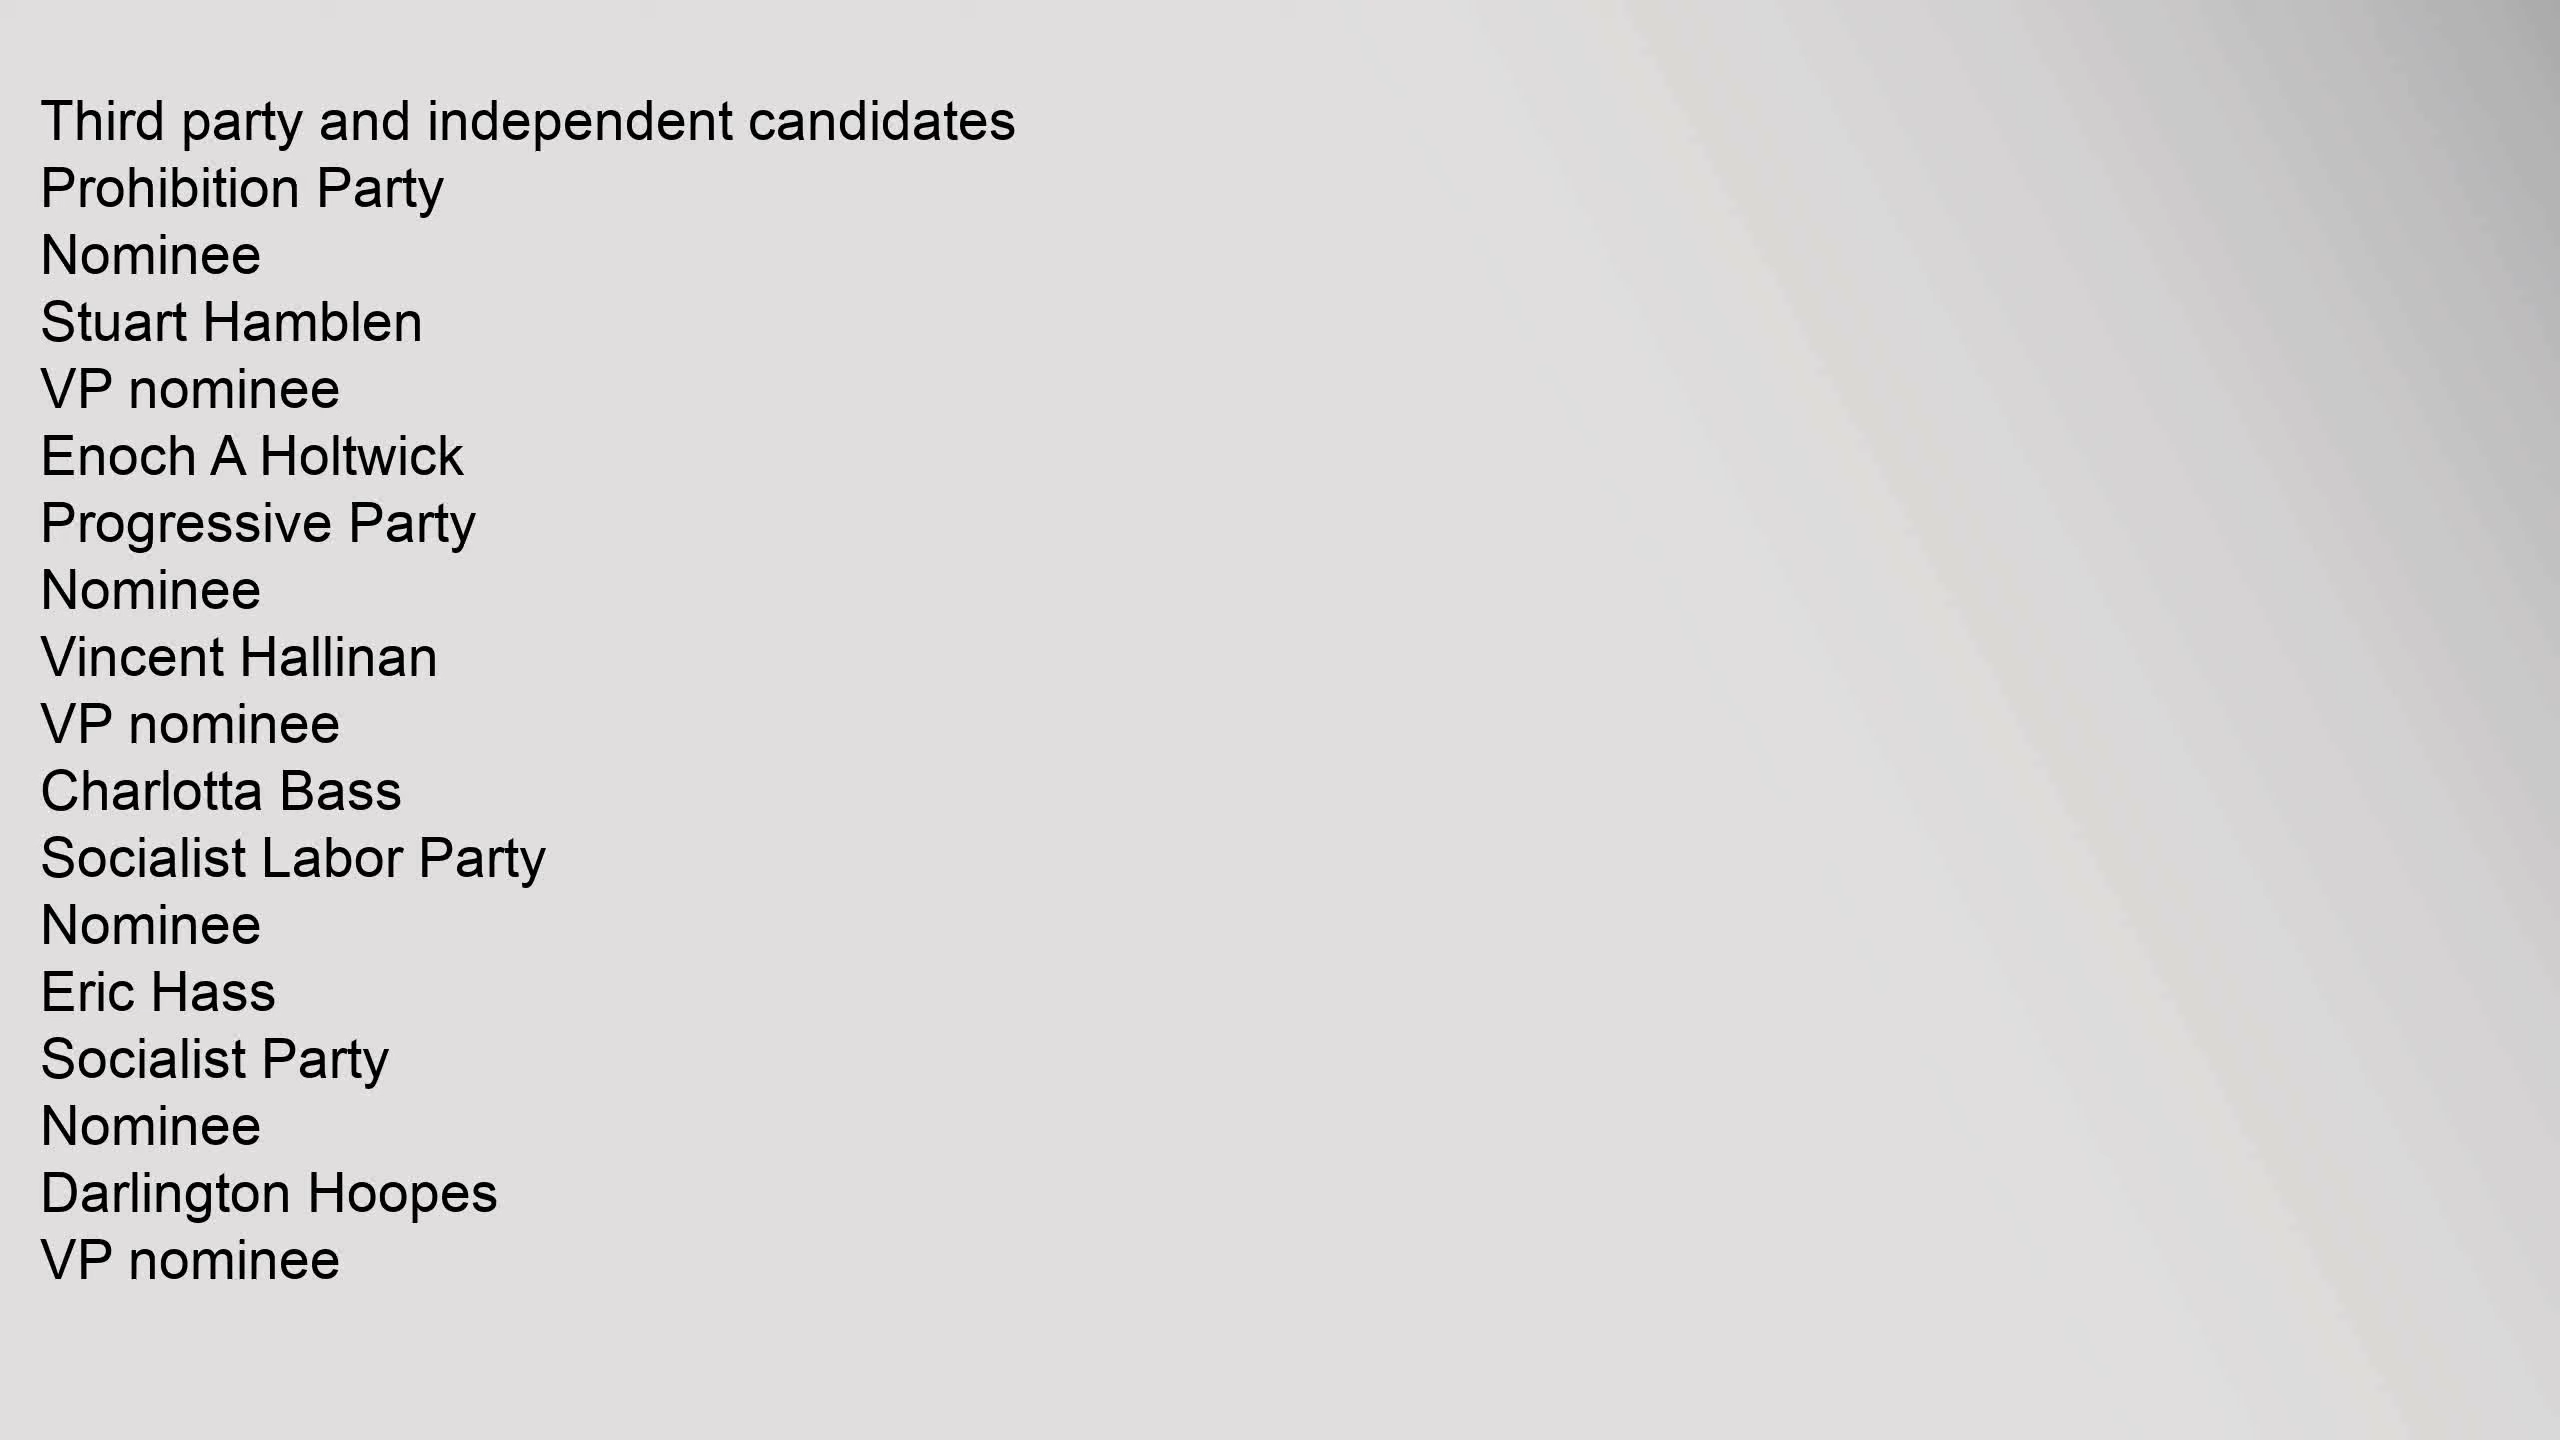 Third party and independent candidates
Prohibition Party
Nominee
Stuart Hamblen
VP nominee
Enoch A Holtwick
Progressive Party
Nominee
Vincent Hallinan
VP nominee
Charlotta Bass
Socialist Labor Party
Nominee
Eric Hass
Socialist Party
Nominee
Darlington Hoopes
VP nominee